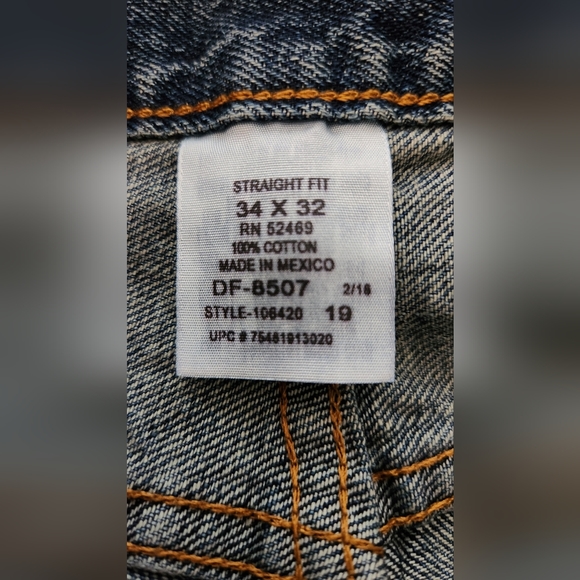 STRAIGHT FIT
34 X 32
RN 52469
100% COTTON
MADE IN MEXICO
DF-8507 2/16
STYLE-106420 19
UPC # 75481913020